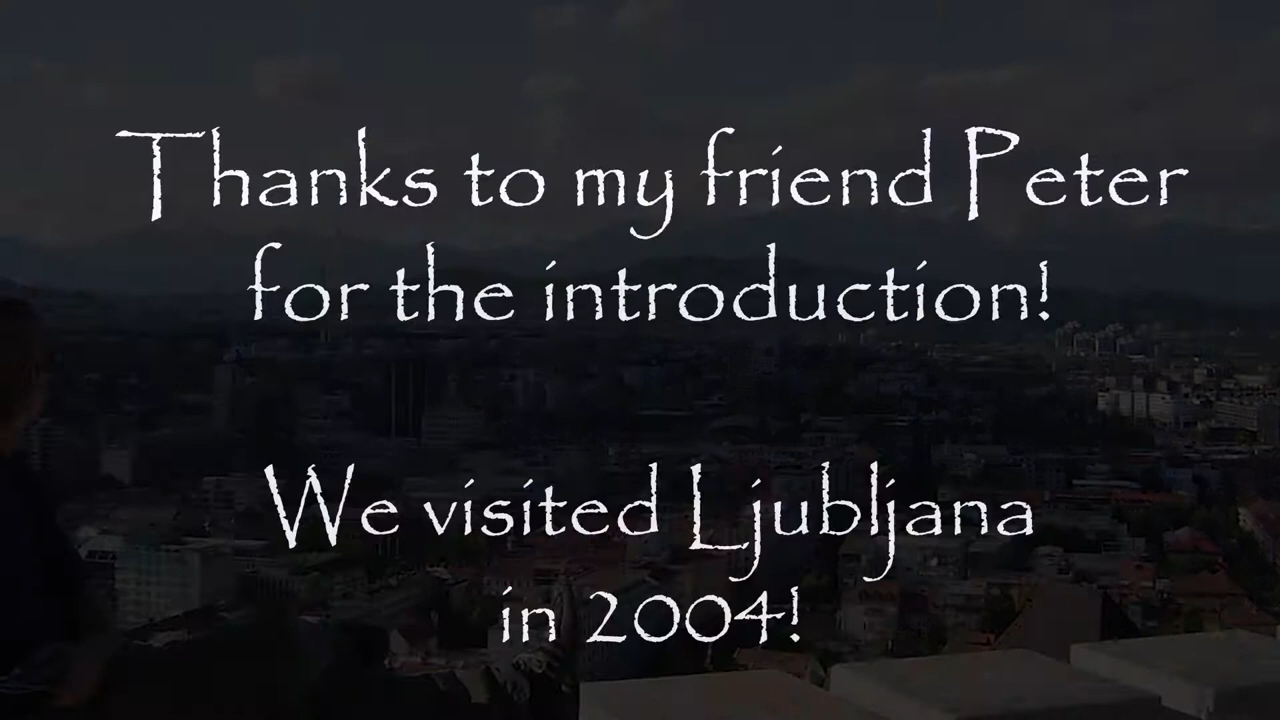 Thanks to my friend Peter
for the introduction!
We visited Ljubljana
in 2004!